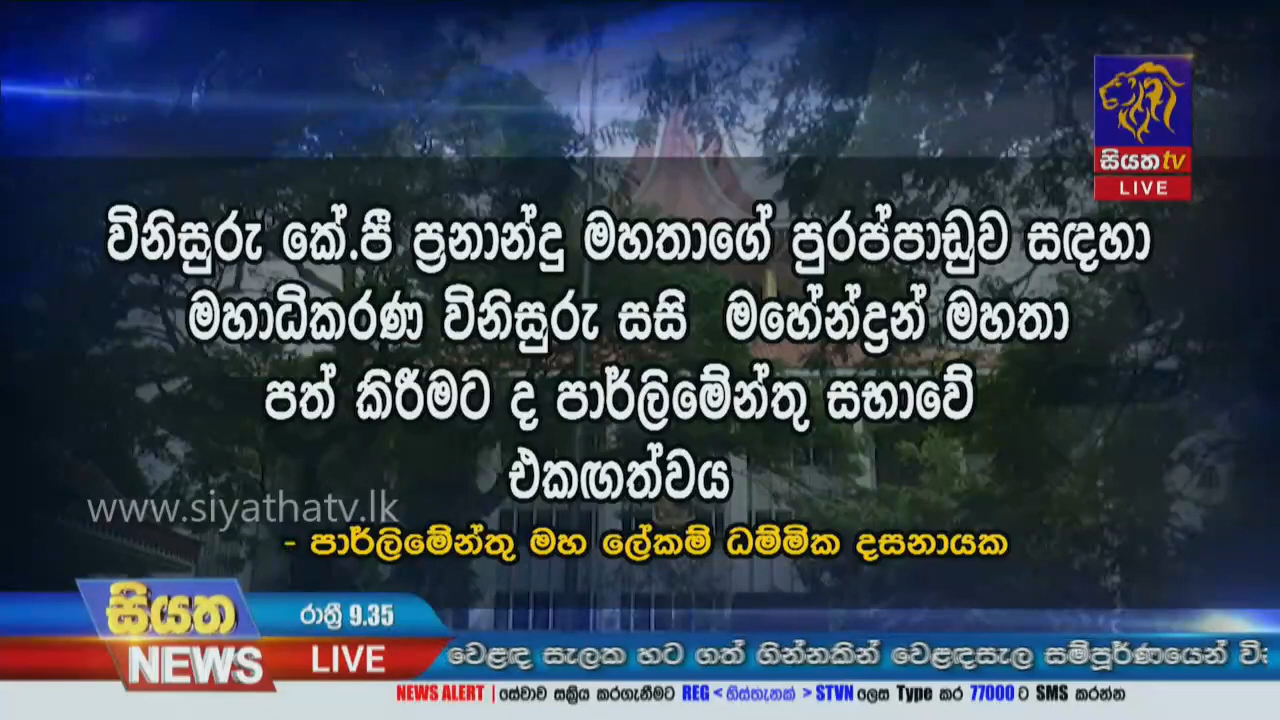 සියත tv
LIVE
විනිසුරු කේ.පී ප්‍රනාන්දු මහතාගේ පුරප්පාඩුව සඳහා
මහාධිකරණ විනිසුරු සසි මහේන්ද්‍රන් මහතා
පත් කිරීමට ද පාර්ලිමේන්තු සභාවේ
එකඟත්වය
www.siyathatv.lk
- පාර්ලිමේන්තු මහ ලේකම් ධම්මික දසනායක
සියත
NEWS
රාත්‍රී 9.35
LIVE
වෙළඳ සැලක හට ගත් ගින්නකින් වෙළඳසැල සම්පූර්ණයෙන්
NEWS ALERT | සේවාව සක්‍රිය කරගැනීමට REG < හිස්තැනක් > STVN ලෙස Type කර 77000 ට SMS කරන්න